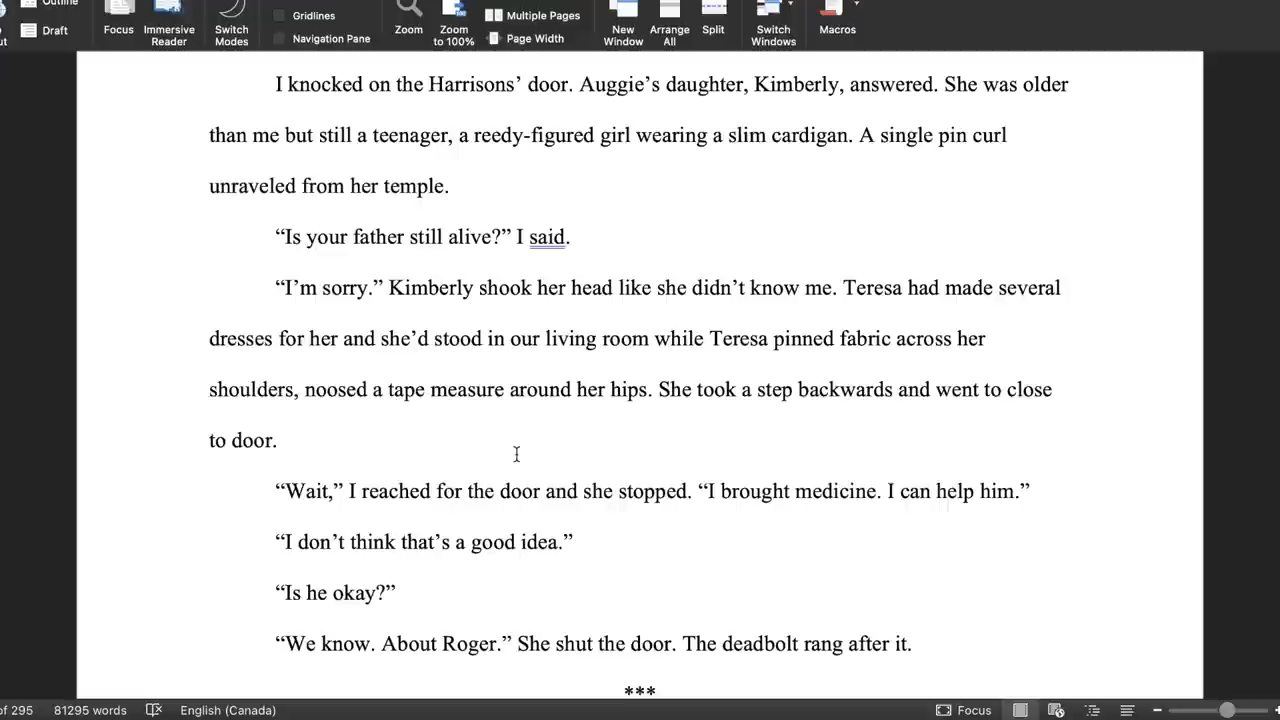 Outline
Draft
Focus
Immersive
Reader
Switch
Modes
Gridlines
Navigation Pane
Zoom
Zoom
to 100%
Multiple Pages
Page Width
New
Window
Arrange
All
Split
Switch
Windows
Macros
I knocked on the Harrisons’ door. Auggie’s daughter, Kimberly, answered. She was older
than me but still a teenager, a reedy-figured girl wearing a slim cardigan. A single pin curl
unraveled from her temple.
“Is your father still alive?” I said.
“I’m sorry.” Kimberly shook her head like she didn’t know me. Teresa had made several
dresses for her and she’d stood in our living room while Teresa pinned fabric across her
shoulders, noosed a tape measure around her hips. She took a step backwards and went to close
to door.
“Wait,” I reached for the door and she stopped. “I brought medicine. I can help him.”
“I don’t think that’s a good idea.”
“Is he okay?”
“We know. About Roger.” She shut the door. The deadbolt rang after it.
***
of 295
81295 words
English (Canada)
Focus